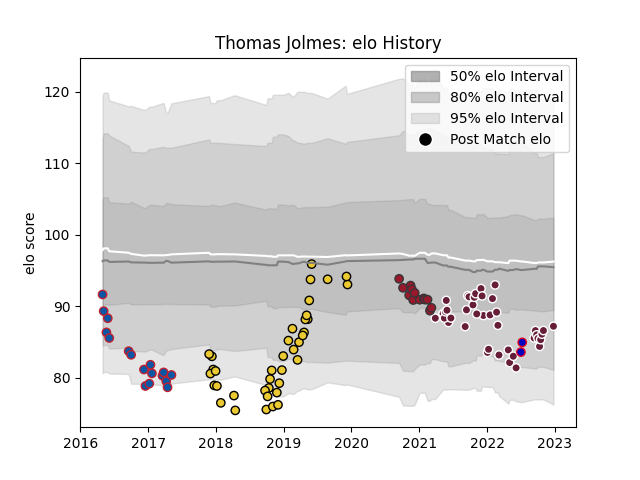 Thomas Jolmes: elo History
50% elo Interval
80% elo Interval
95% elo Interval
Post Match elo
elo score
120
110
100
90
80
2016 2017 2018 2019 2020 2021 2022 2023